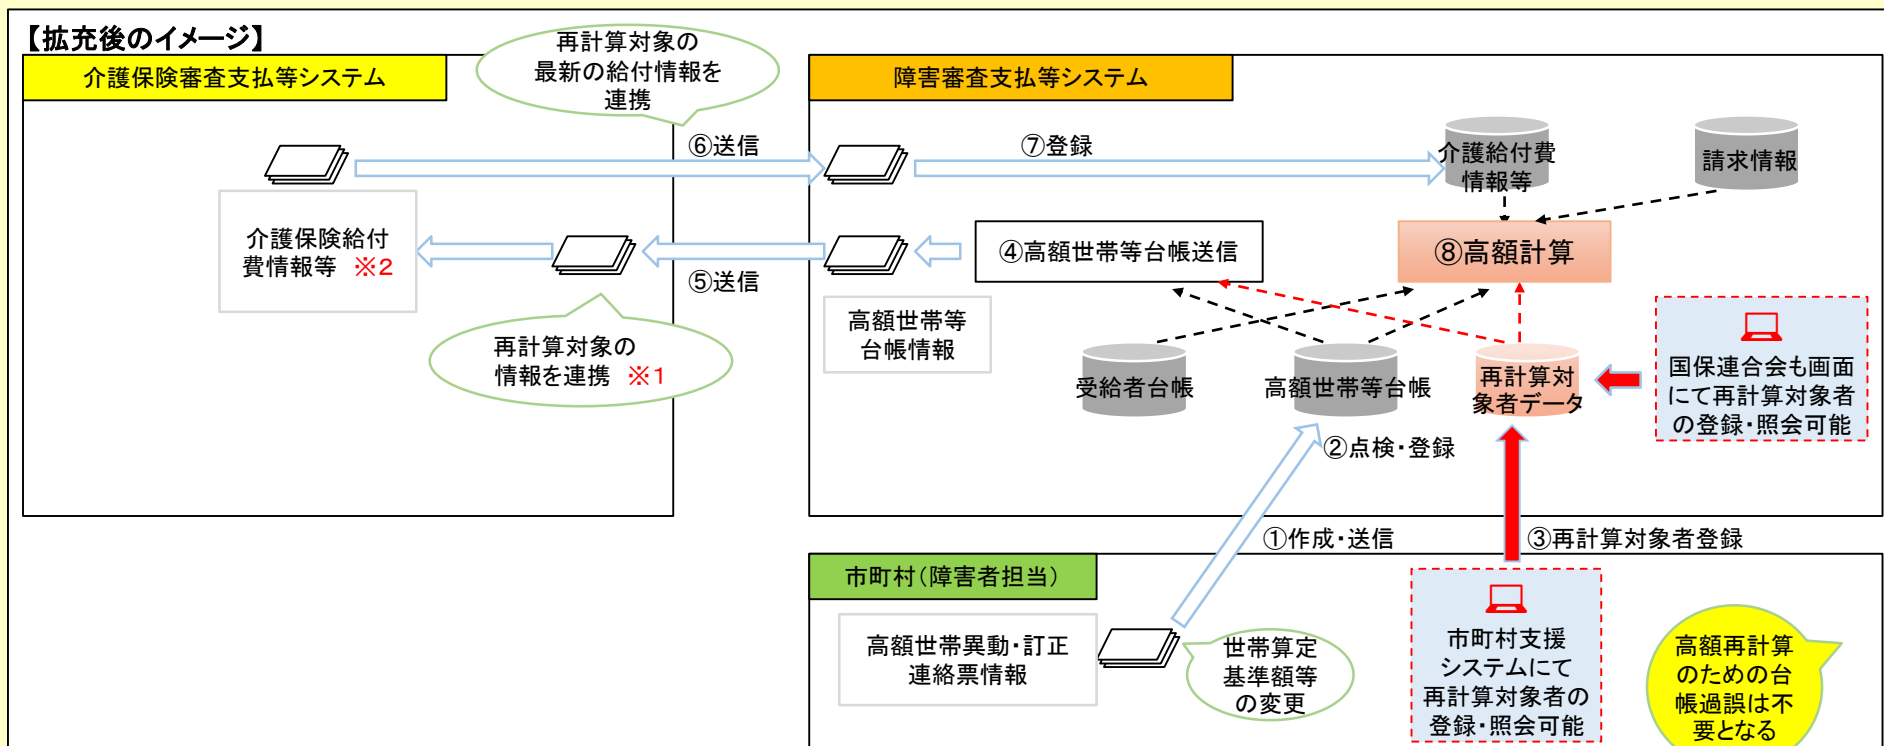 【拡充後のイメージ】
介護保険審査支払等システム
再計算対象の
最新の給付情報を
連携
障害審査支払等システム
⑥送信
⑦登録
介護給付費
情報等
請求情報
介護保険給付
費情報等 ※2
⑤送信
④高額世帯等台帳送信
⑧高額計算
再計算対象の
情報を連携 ※1
高額世帯等
台帳情報
受給者台帳
高額世帯等台帳
再計算対
象者データ
国保連合会も画面
にて再計算対象者
の登録・照会可能
②点検・登録
①作成・送信
③再計算対象者登録
市町村（障害者担当）
高額世帯異動・訂正
連絡票情報
世帯算定
基準額等
の変更
市町村支援
システムにて
再計算対象者の
登録・照会可能
高額再計算
のための台
帳過誤は不
要となる